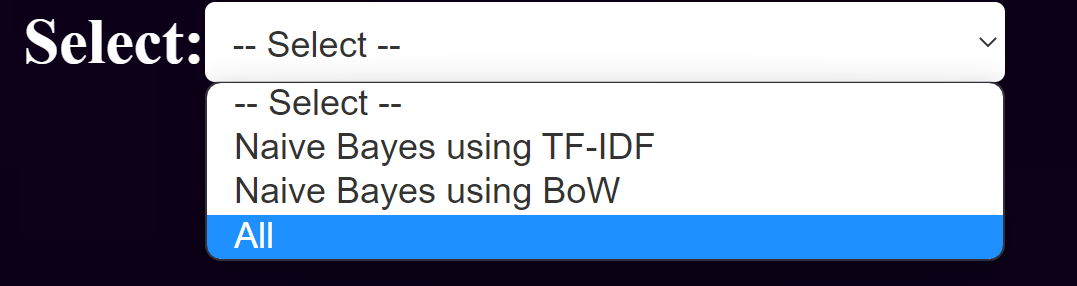 Select: -- Select --
-- Select --
Naive Bayes using TF-IDF
Naive Bayes using BoW
All